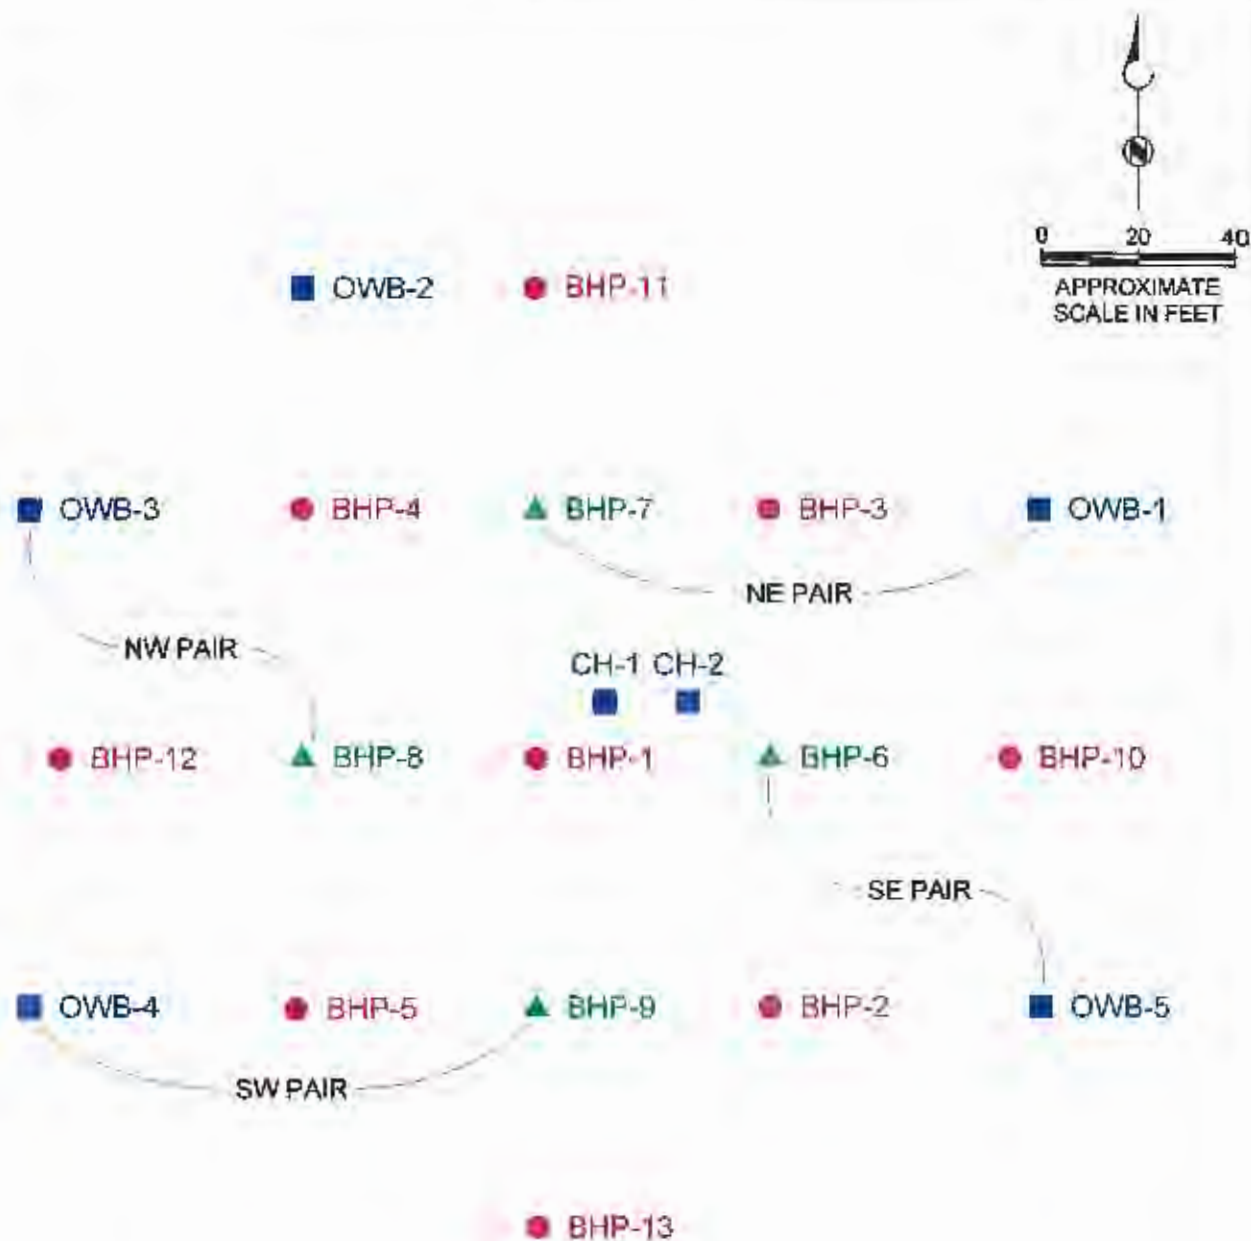 N
0 20 40
APPROXIMATE
SCALE IN FEET
OWB-2 BHP-11
OWB-3 BHP-4 BHP-7 BHP-3 OWB-1
NE PAIR
NW PAIR
CH-1 CH-2
BHP-12 BHP-8 BHP-1 BHP-6 BHP-10
SE PAIR
OWB-4 BHP-5 BHP-9 BHP-2 OWB-5
SW PAIR
BHP-13